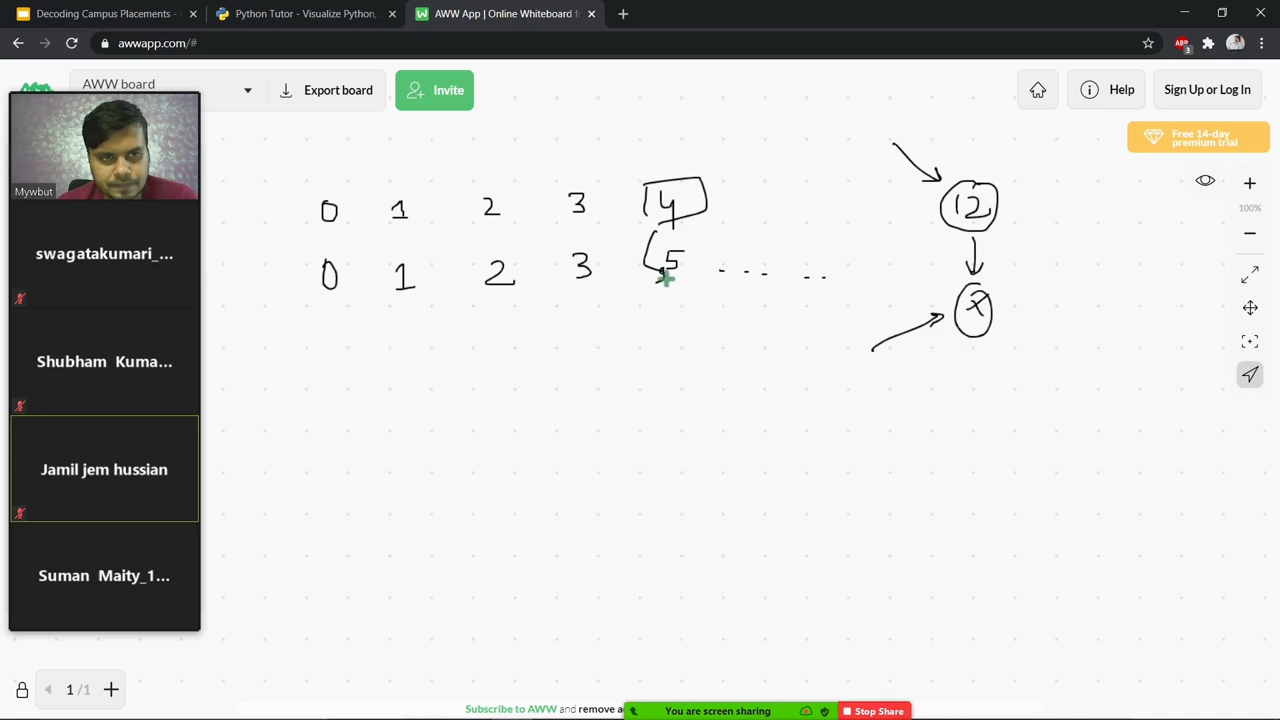 Decoding Campus Placements -
Python Tutor - Visualize Python,
AWW App | Online Whiteboard f
awwapp.com/#
ABP
3
AWW board
Export board
Invite
Help
Sign Up or Log In
Free 14-day
premium trial
100%
Mywbut
swagatakumari_...
Shubham Kuma...
Jamil jem hussian
Suman Maity_1...
0 1 2 3 4
12
0 1 2 3 5 - - - - - -
x
1 /1
Subscribe to AWW and remove a
You are screen sharing
Stop Share